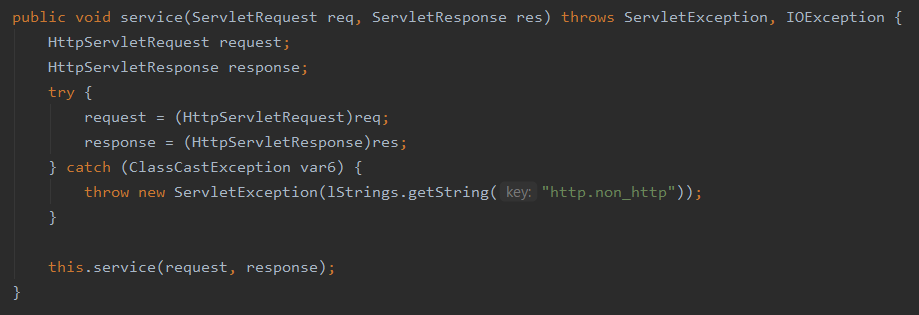 public void service(ServletRequest req, ServletResponse res) throws ServletException, IOException {
    HttpServletRequest request;
    HttpServletResponse response;
    try {
        request = (HttpServletRequest)req;
        response = (HttpServletResponse)res;
    } catch (ClassCastException var6) {
        throw new ServletException(lStrings.getString( key: "http.non_http"));
    }
    this.service(request, response);
}